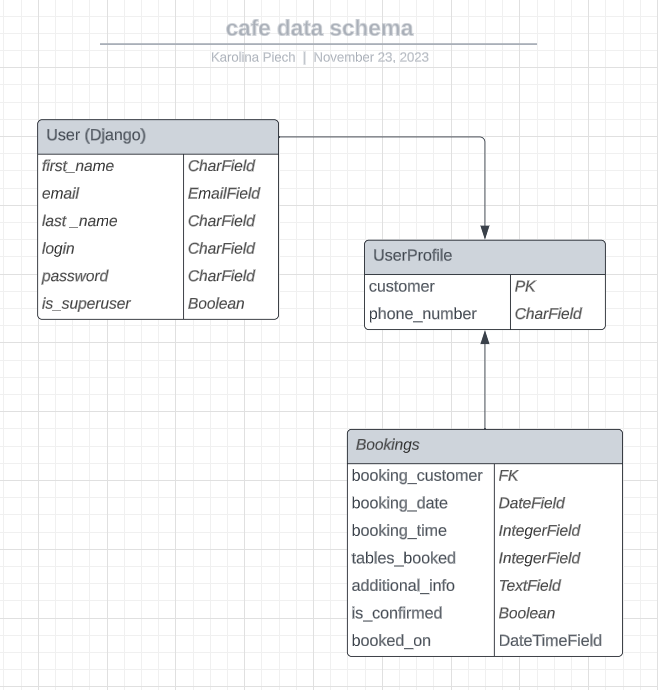 cafe data schema
Karolina Piech | November 23, 2023
User (Django)
first_name CharField
email EmailField
last _name CharField
login CharField
password CharField
is_superuser Boolean
UserProfile
customer PK
phone_number CharField
Bookings
booking_customer FK
booking_date DateField
booking_time IntegerField
tables_booked IntegerField
additional_info TextField
is_confirmed Boolean
booked_on DateTimeField